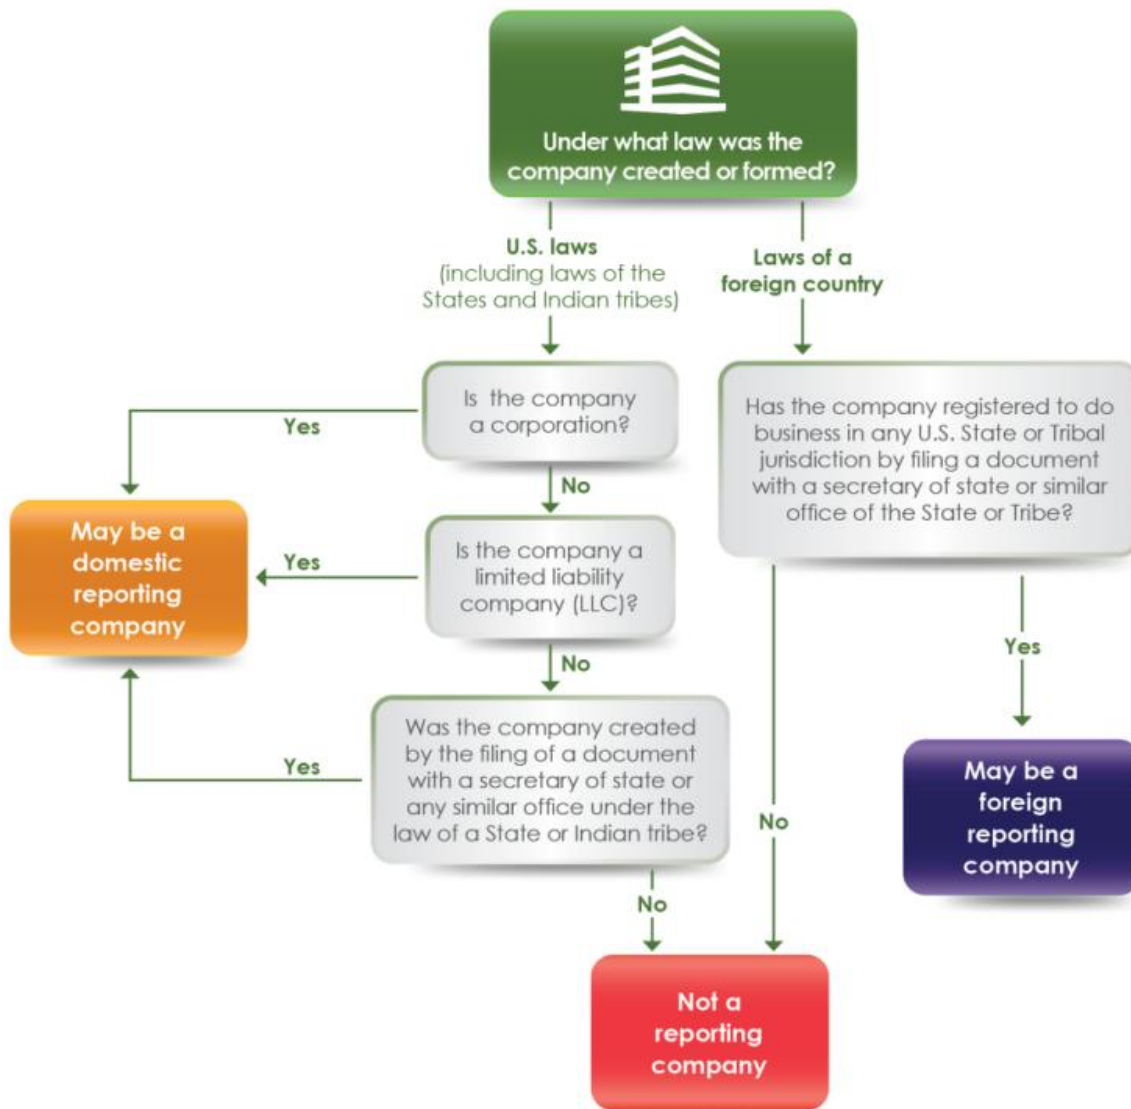 Under what law was the
company created or formed?
U.S. laws
(including laws of the
States and Indian tribes)
Laws of a
foreign country
Is the company
a corporation?
Yes
No
Has the company registered to do
business in any U.S. State or Tribal
jurisdiction by filing a document
with a secretary of state or similar
office of the State or Tribe?
May be a
domestic
reporting
company
Yes
Is the company a
limited liability
company (LLC)?
No
Yes
Was the company created
by the filing of a document
with a secretary of state or
any similar office under the
law of a State or Indian tribe?
Yes
No
May be a
foreign
reporting
company
No
Not a
reporting
company